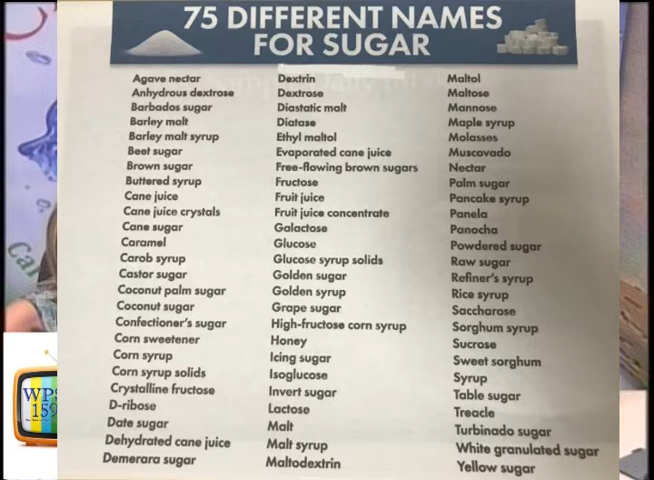 75 DIFFERENT NAMES
FOR SUGAR
Agave nectar
Anhydrous dextrose
Barbados sugar
Barley malt
Barley malt syrup
Beet sugar
Brown sugar
Buttered syrup
Cane juice
Cane juice crystals
Cane sugar
Caramel
Carob syrup
Castor sugar
Coconut palm sugar
Coconut sugar
Confectioner's sugar
Corn sweetener
Corn syrup
Corn syrup solids
Crystalline fructose
D-ribose
Date sugar
Dehydrated cane juice
Demerara sugar
Dextrin
Dextrose
Diastatic malt
Diatase
Ethyl maltol
Evaporated cane juice
Free-flowing brown sugars
Fructose
Fruit juice
Fruit juice concentrate
Galactose
Glucose
Glucose syrup solids
Golden sugar
Golden syrup
Grape sugar
High-fructose corn syrup
Honey
Icing sugar
Isoglucose
Invert sugar
Lactose
Malt
Malt syrup
Maltodextrin
Maltol
Maltose
Mannose
Maple syrup
Molasses
Muscovado
Nectar
Palm sugar
Pancake syrup
Panela
Panocha
Powdered sugar
Raw sugar
Refiner's syrup
Rice syrup
Saccharose
Sorghum syrup
Sucrose
Sweet sorghum
Syrup
Table sugar
Treacle
Turbinado sugar
White granulated sugar
Yellow sugar
159